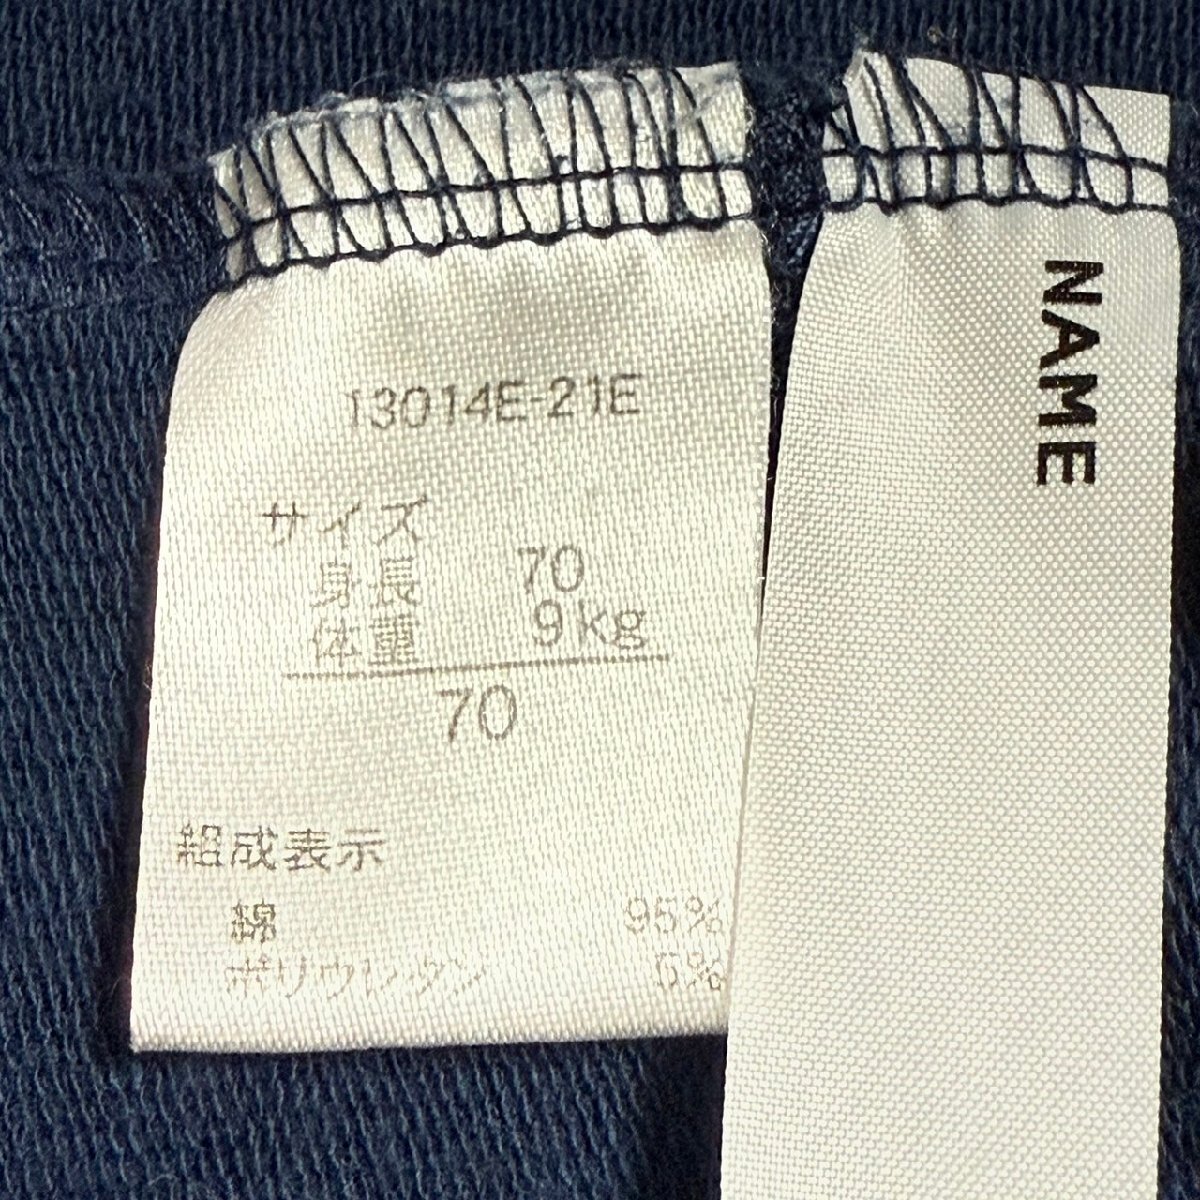 13014E-21E
サイズ
身長 70
体重 9kg
70
組成表示
綿 95%
ポリウレタン 5%
NAME